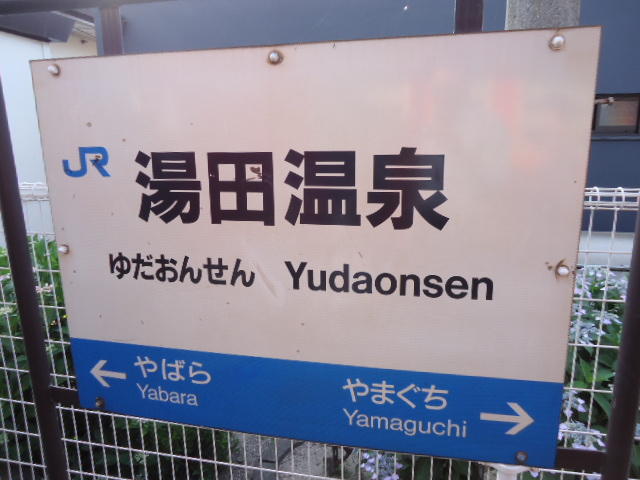 JR 湯田温泉
ゆだおんせん Yudaonsen
← やばら
Yabara
やまぐち →
Yamaguchi